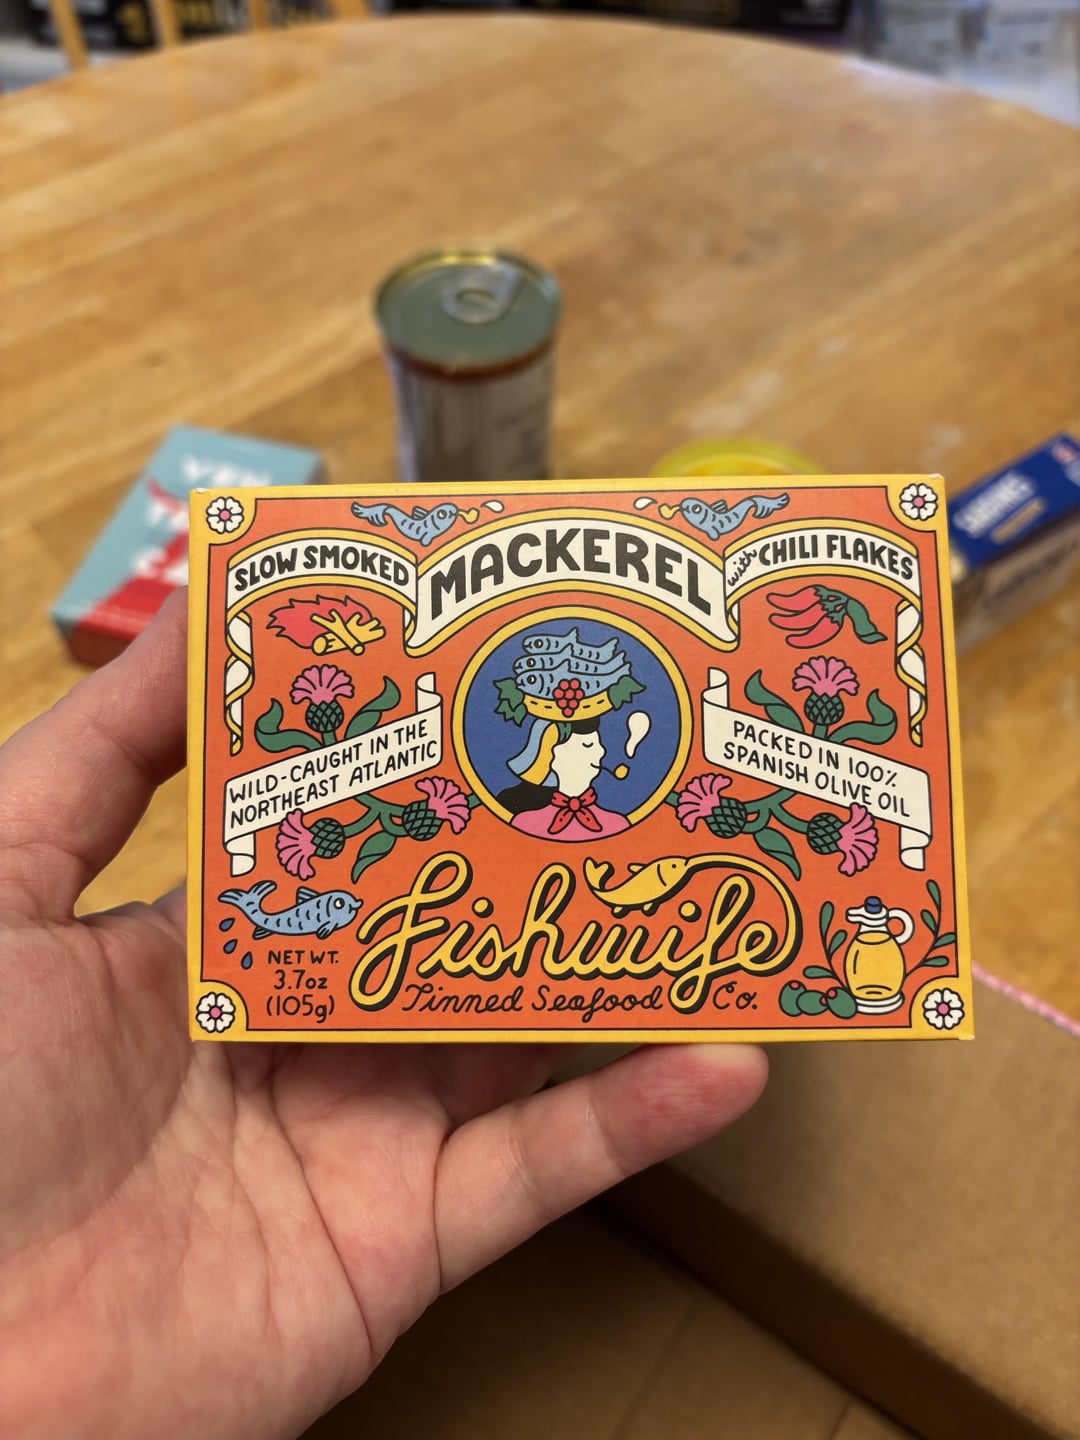 SLOW SMOKED
MACKEREL
with CHILI FLAKES
WILD-CAUGHT IN THE
NORTHEAST ATLANTIC
PACKED IN 100%
SPANISH OLIVE OIL
Fishwife
Tinned Seafood Co.
NET WT.
3.7oz
(105g)